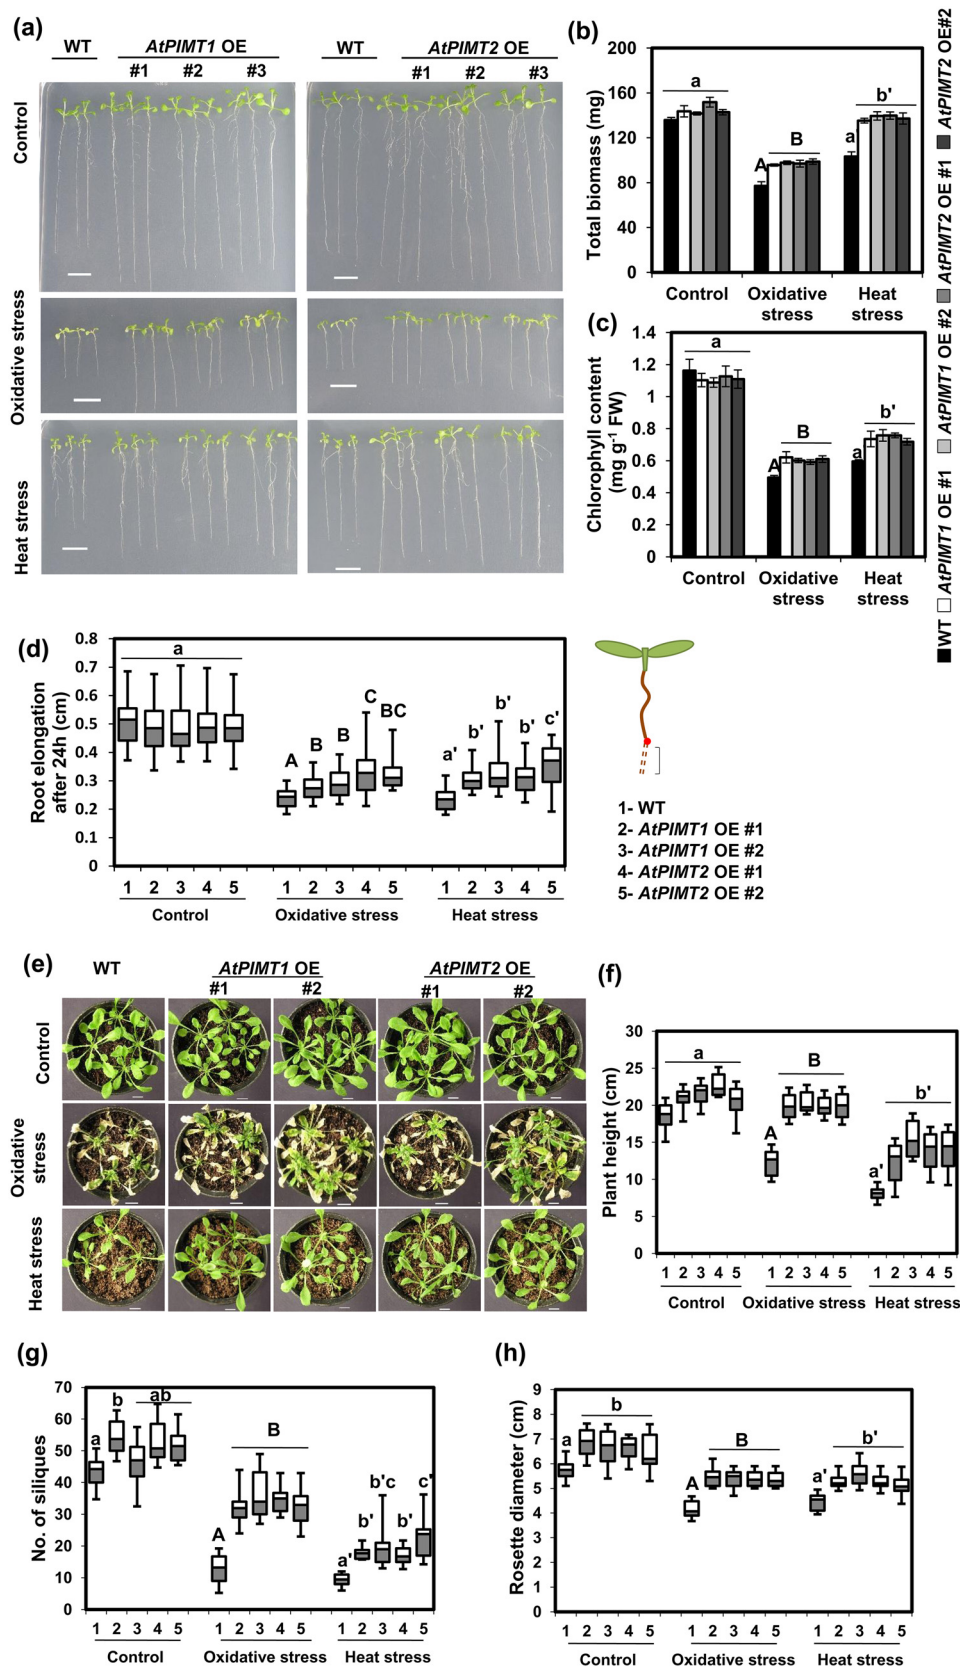 (a)
WT AtPIMT1 OE WT AtPIMT2 OE
#1 #2 #3 #1 #2 #3
Control
Oxidative stress
Heat stress
(b)
Total biomass (mg)
200
160
120
80
40
0
a
A
B
a'
b'
Control Oxidative stress Heat stress
(c)
Chlorophyll content
(mg g-1 FW)
1.4
1.2
1
0.8
0.6
0.4
0.2
0
a
A
B
a'
b'
Control Oxidative stress Heat stress
WT AtPIMT1 OE #1 AtPIMT1 OE #2 AtPIMT2 OE #1 AtPIMT2 OE#2
(d)
Root elongation
after 24h (cm)
0.8
0.7
0.6
0.5
0.4
0.3
0.2
0.1
0
a
A B B C BC
a' b' b' b' c'
1 2 3 4 5 1 2 3 4 5 1 2 3 4 5
Control Oxidative stress Heat stress
1- WT
2- AtPIMT1 OE #1
3- AtPIMT1 OE #2
4- AtPIMT2 OE #1
5- AtPIMT2 OE #2
(e)
WT AtPIMT1 OE AtPIMT2 OE
#1 #2 #1 #2
Control
Oxidative
stress
Heat stress
(f)
Plant height (cm)
30
25
20
15
10
5
0
a
A
B
a'
b'
1 2 3 4 5 1 2 3 4 5 1 2 3 4 5
Control Oxidative stress Heat stress
(g)
No. of siliques
70
60
50
40
30
20
10
0
a b ab
A B
a' b' b'c b' c'
1 2 3 4 5 1 2 3 4 5 1 2 3 4 5
Control Oxidative stress Heat stress
(h)
Rosette diameter (cm)
9
8
7
6
5
4
3
2
1
0
a b
A B
a' b'
1 2 3 4 5 1 2 3 4 5 1 2 3 4 5
Control Oxidative stress Heat stress